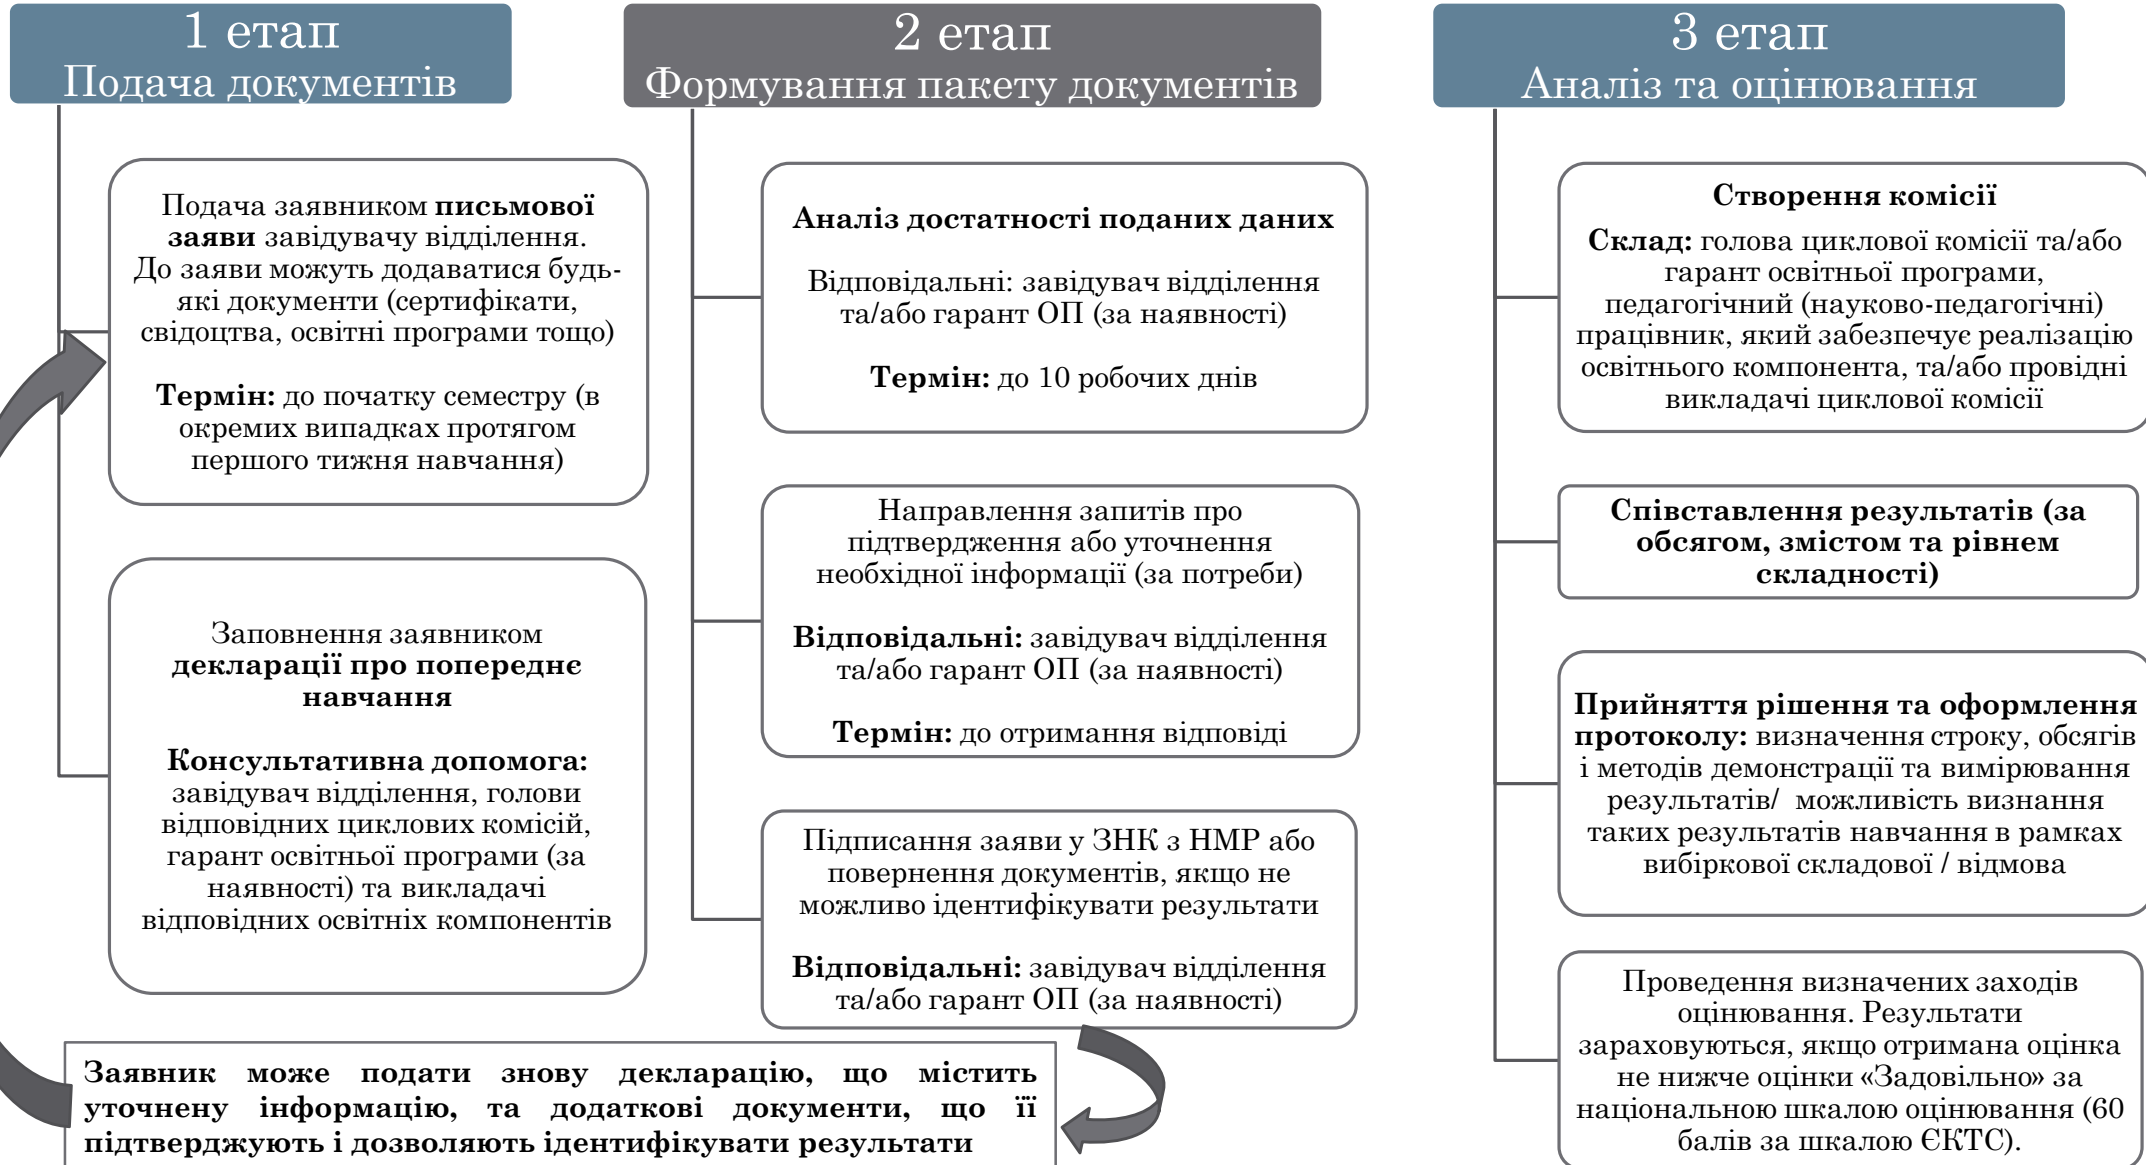 1 етап
Подача документів
Подача заявником письмової
заяви завідувачу відділення.
До заяви можуть додаватися будь-
які документи (сертифікати,
свідоцтва, освітні програми тощо)
Термін: до початку семестру (в
окремих випадках протягом
першого тижня навчання)
Заповнення заявником
декларації про попереднє
навчання
Консультативна допомога:
завідувач відділення, голови
відповідних циклових комісій,
гарант освітньої програми (за
наявності) та викладачі
відповідних освітніх компонентів
2 етап
Формування пакету документів
Аналіз достатності поданих даних
Відповідальні: завідувач відділення
та/або гарант ОП (за наявності)
Термін: до 10 робочих днів
Направлення запитів про
підтвердження або уточнення
необхідної інформації (за потреби)
Відповідальні: завідувач відділення
та/або гарант ОП (за наявності)
Термін: до отримання відповіді
Підписання заяви у ЗНК з НМР або
повернення документів, якщо не
можливо ідентифікувати результати
Відповідальні: завідувач відділення
та/або гарант ОП (за наявності)
Заявник може подати знову декларацію, що містить
уточнену інформацію, та додаткові документи, що її
підтверджують і дозволяють ідентифікувати результати
3 етап
Аналіз та оцінювання
Створення комісії
Склад: голова циклової комісії та/або
гарант освітньої програми,
педагогічний (науково-педагогічні)
працівник, який забезпечує реалізацію
освітнього компонента, та/або провідні
викладачі циклової комісії
Співставлення результатів (за
обсягом, змістом та рівнем
складності)
Прийняття рішення та оформлення
протоколу: визначення строку, обсягів
і методів демонстрації та вимірювання
результатів/ можливість визнання
таких результатів навчання в рамках
вибіркової складової / відмова
Проведення визначених заходів
оцінювання. Результати
зараховуються, якщо отримана оцінка
не нижче оцінки «Задовільно» за
національною шкалою оцінювання (60
балів за шкалою ЄКТС).